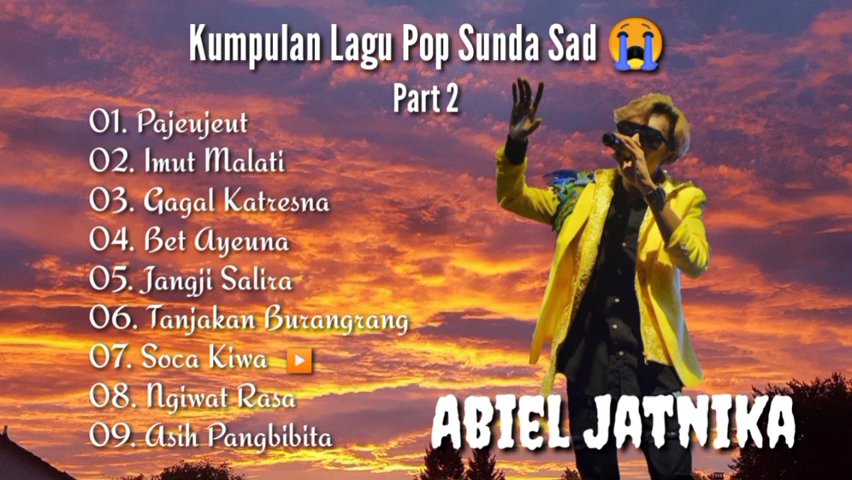 Kumpulan Lagu Pop Sunda Sad 😭
Part 2
01. Pajeujeut
02. Imut Malati
03. Gagal Katresna
04. Bet Ayeuna
05. Jangji Salira
06. Tanjakan Burangrang
07. Soca Kiwa ▶️
08. Ngiwat Rasa
09. Asih Pangbibita
ABIEL JATNIKA